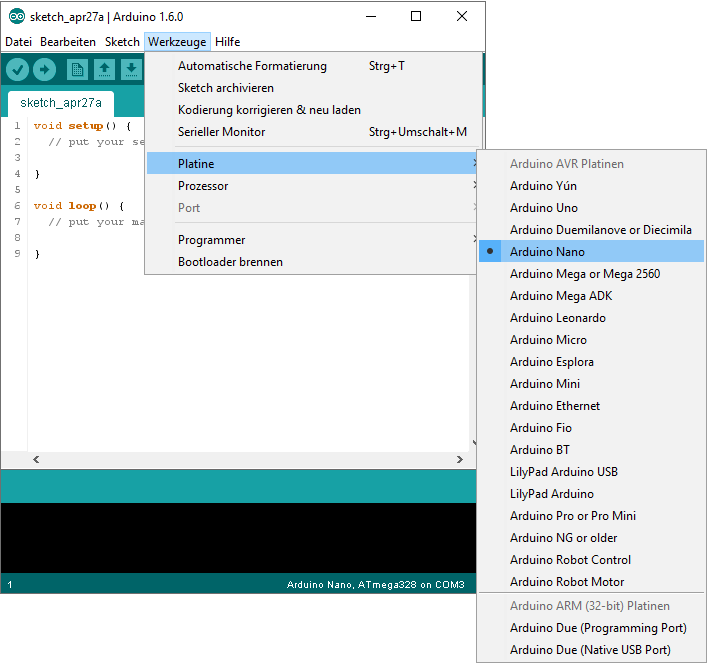 sketch_apr27a | Arduino 1.6.0
Datei Bearbeiten Sketch Werkzeuge Hilfe
sketch_apr27a
1 void setup() {
2 // put your se
3
4 }
5
6 void loop() {
7 // put your ma
8
9 }
Automatische Formatierung Strg+T
Sketch archivieren
Kodierung korrigieren & neu laden
Serieller Monitor Strg+Umschalt+M
Platine
Prozessor
Port
Programmer
Bootloader brennen
Arduino AVR Platinen
Arduino Yún
Arduino Uno
Arduino Duemilanove or Diecimila
Arduino Nano
Arduino Mega or Mega 2560
Arduino Mega ADK
Arduino Leonardo
Arduino Micro
Arduino Esplora
Arduino Mini
Arduino Ethernet
Arduino Fio
Arduino BT
LilyPad Arduino USB
LilyPad Arduino
Arduino Pro or Pro Mini
Arduino NG or older
Arduino Robot Control
Arduino Robot Motor
Arduino ARM (32-bit) Platinen
Arduino Due (Programming Port)
Arduino Due (Native USB Port)
1 Arduino Nano, ATmega328 on COM3